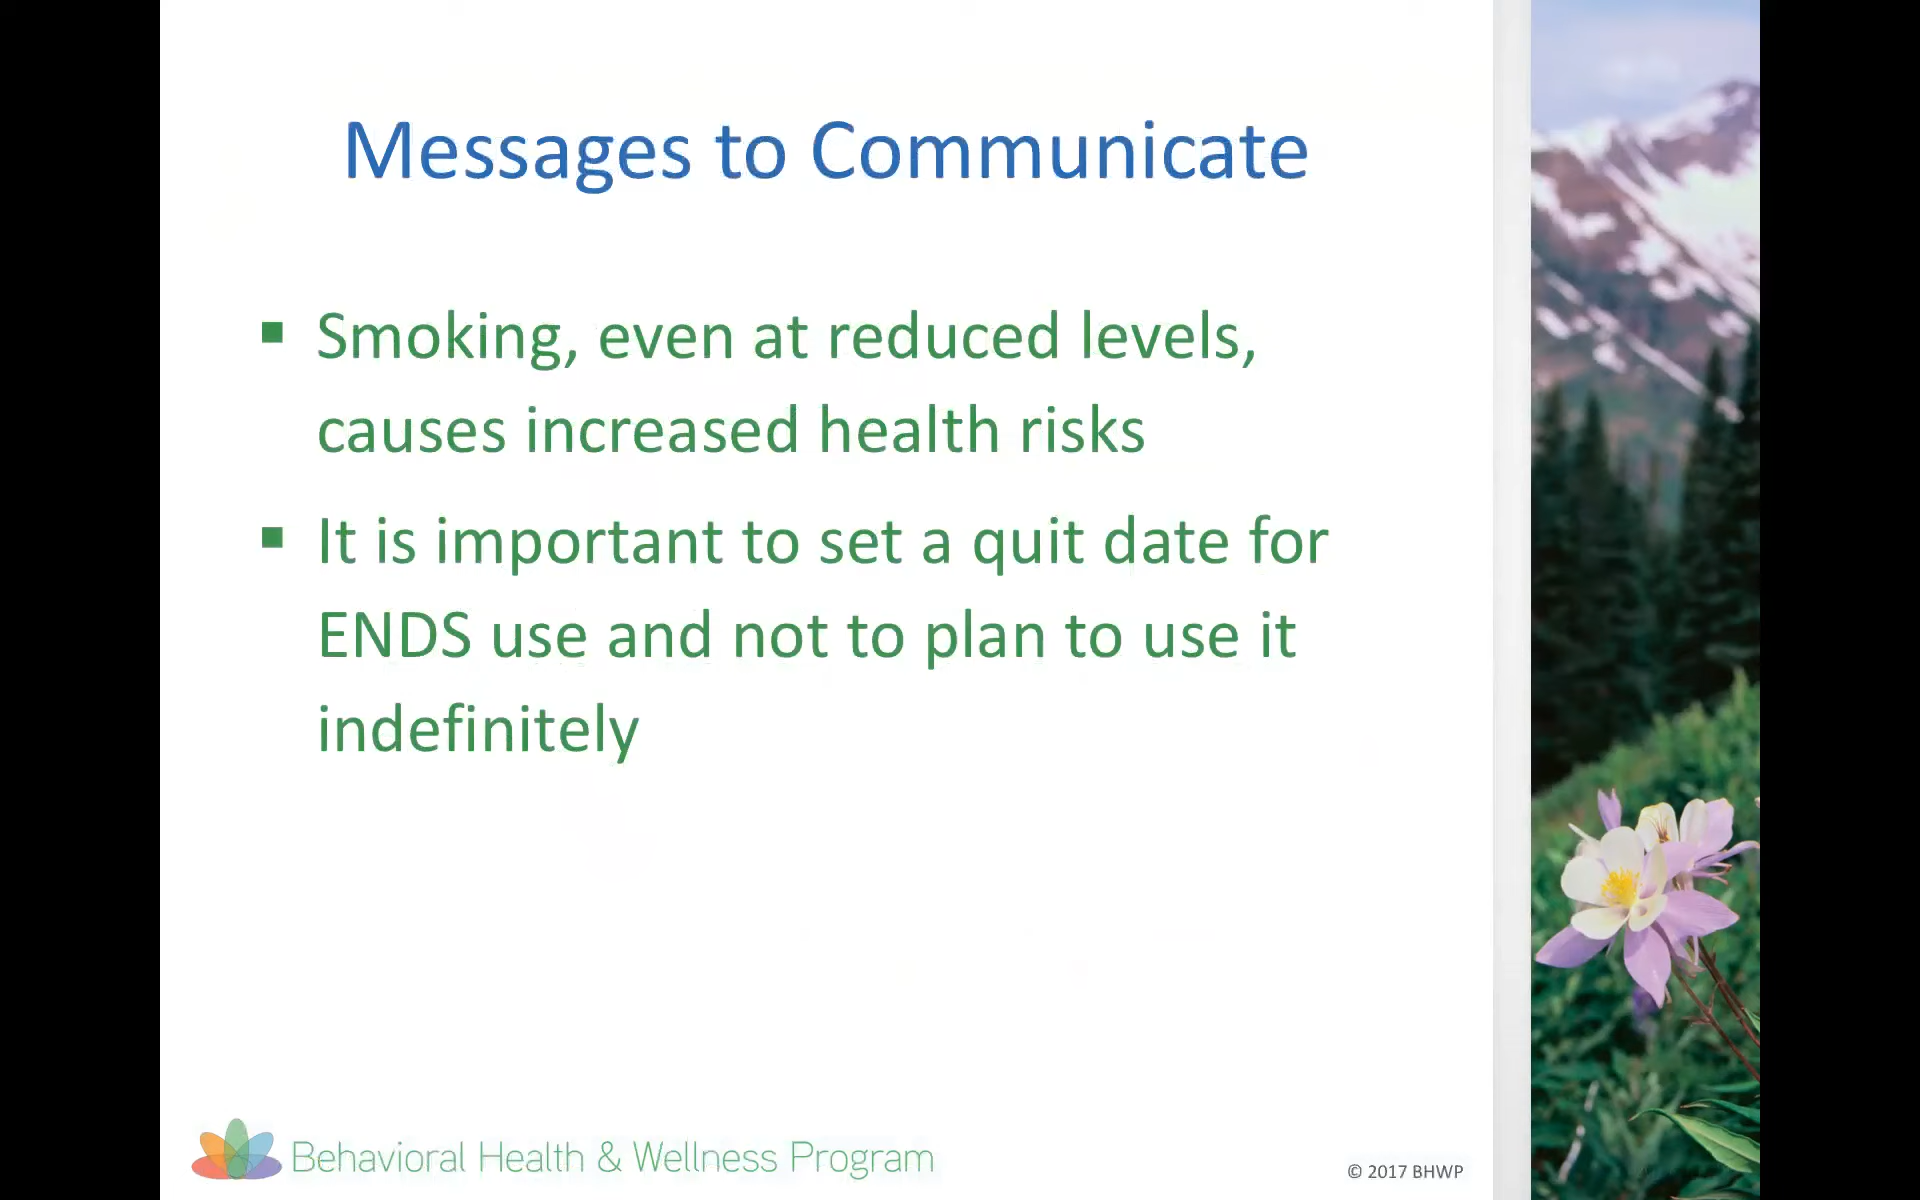 Messages to Communicate
▪ Smoking, even at reduced levels,
causes increased health risks
▪ It is important to set a quit date for
ENDS use and not to plan to use it
indefinitely
Behavioral Health & Wellness Program
© 2017 BHWP